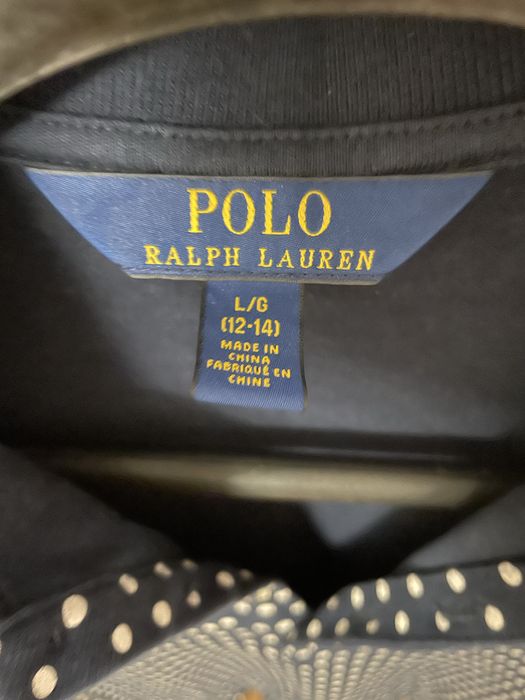 POLO
RALPH LAUREN
L/G
(12-14)
MADE IN
CHINA
FABRIQUÉ EN
CHINE